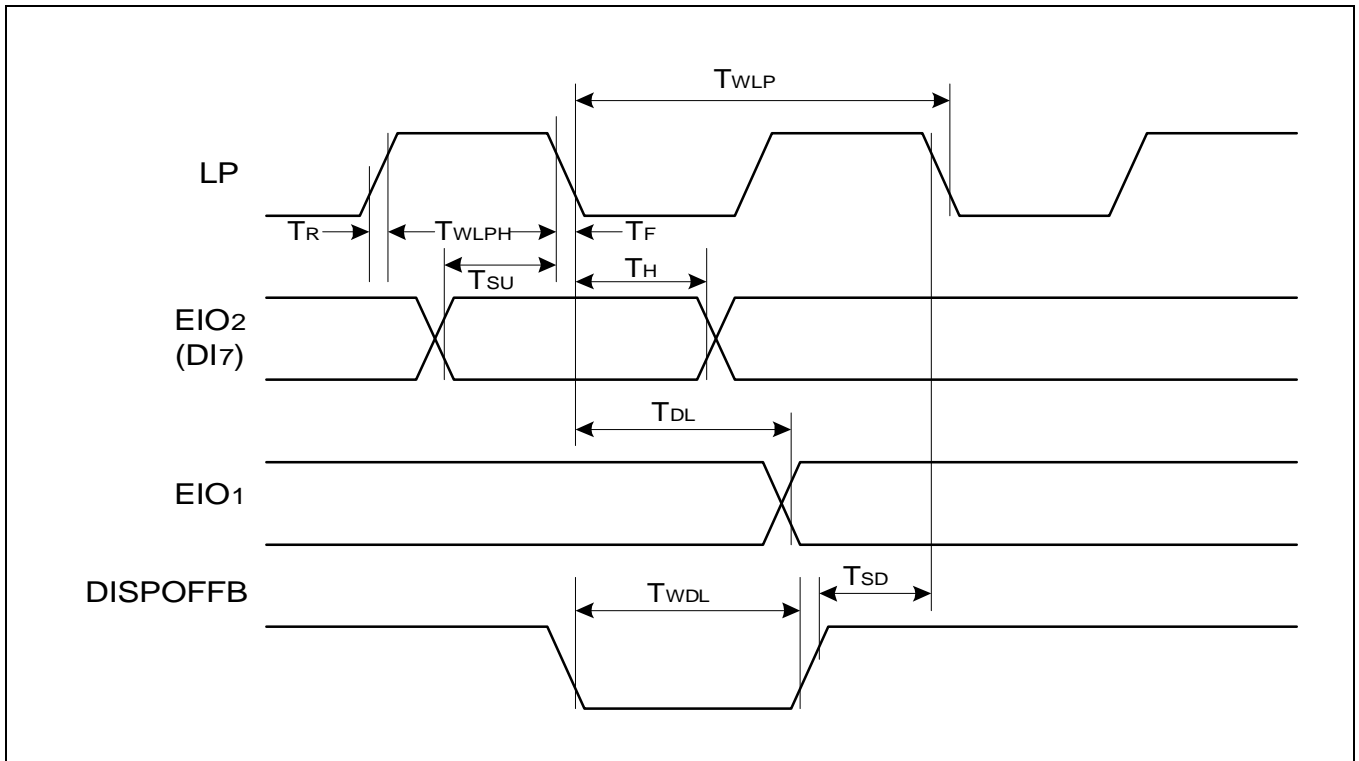 TWLP
LP
TR
TWLPH
TF
TSU
TH
EIO2
(DI7)
TDL
EIO1
DISPOFFB
TWDL
TSD